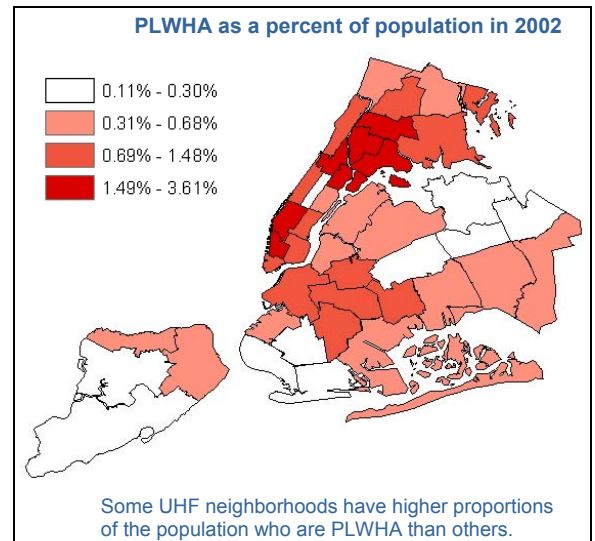 PLWHA as a percent of population in 2002
0.11% - 0.30%
0.31% - 0.68%
0.69% - 1.48%
1.49% - 3.61%
Some UHF neighborhoods have higher proportions
of the population who are PLWHA than others.